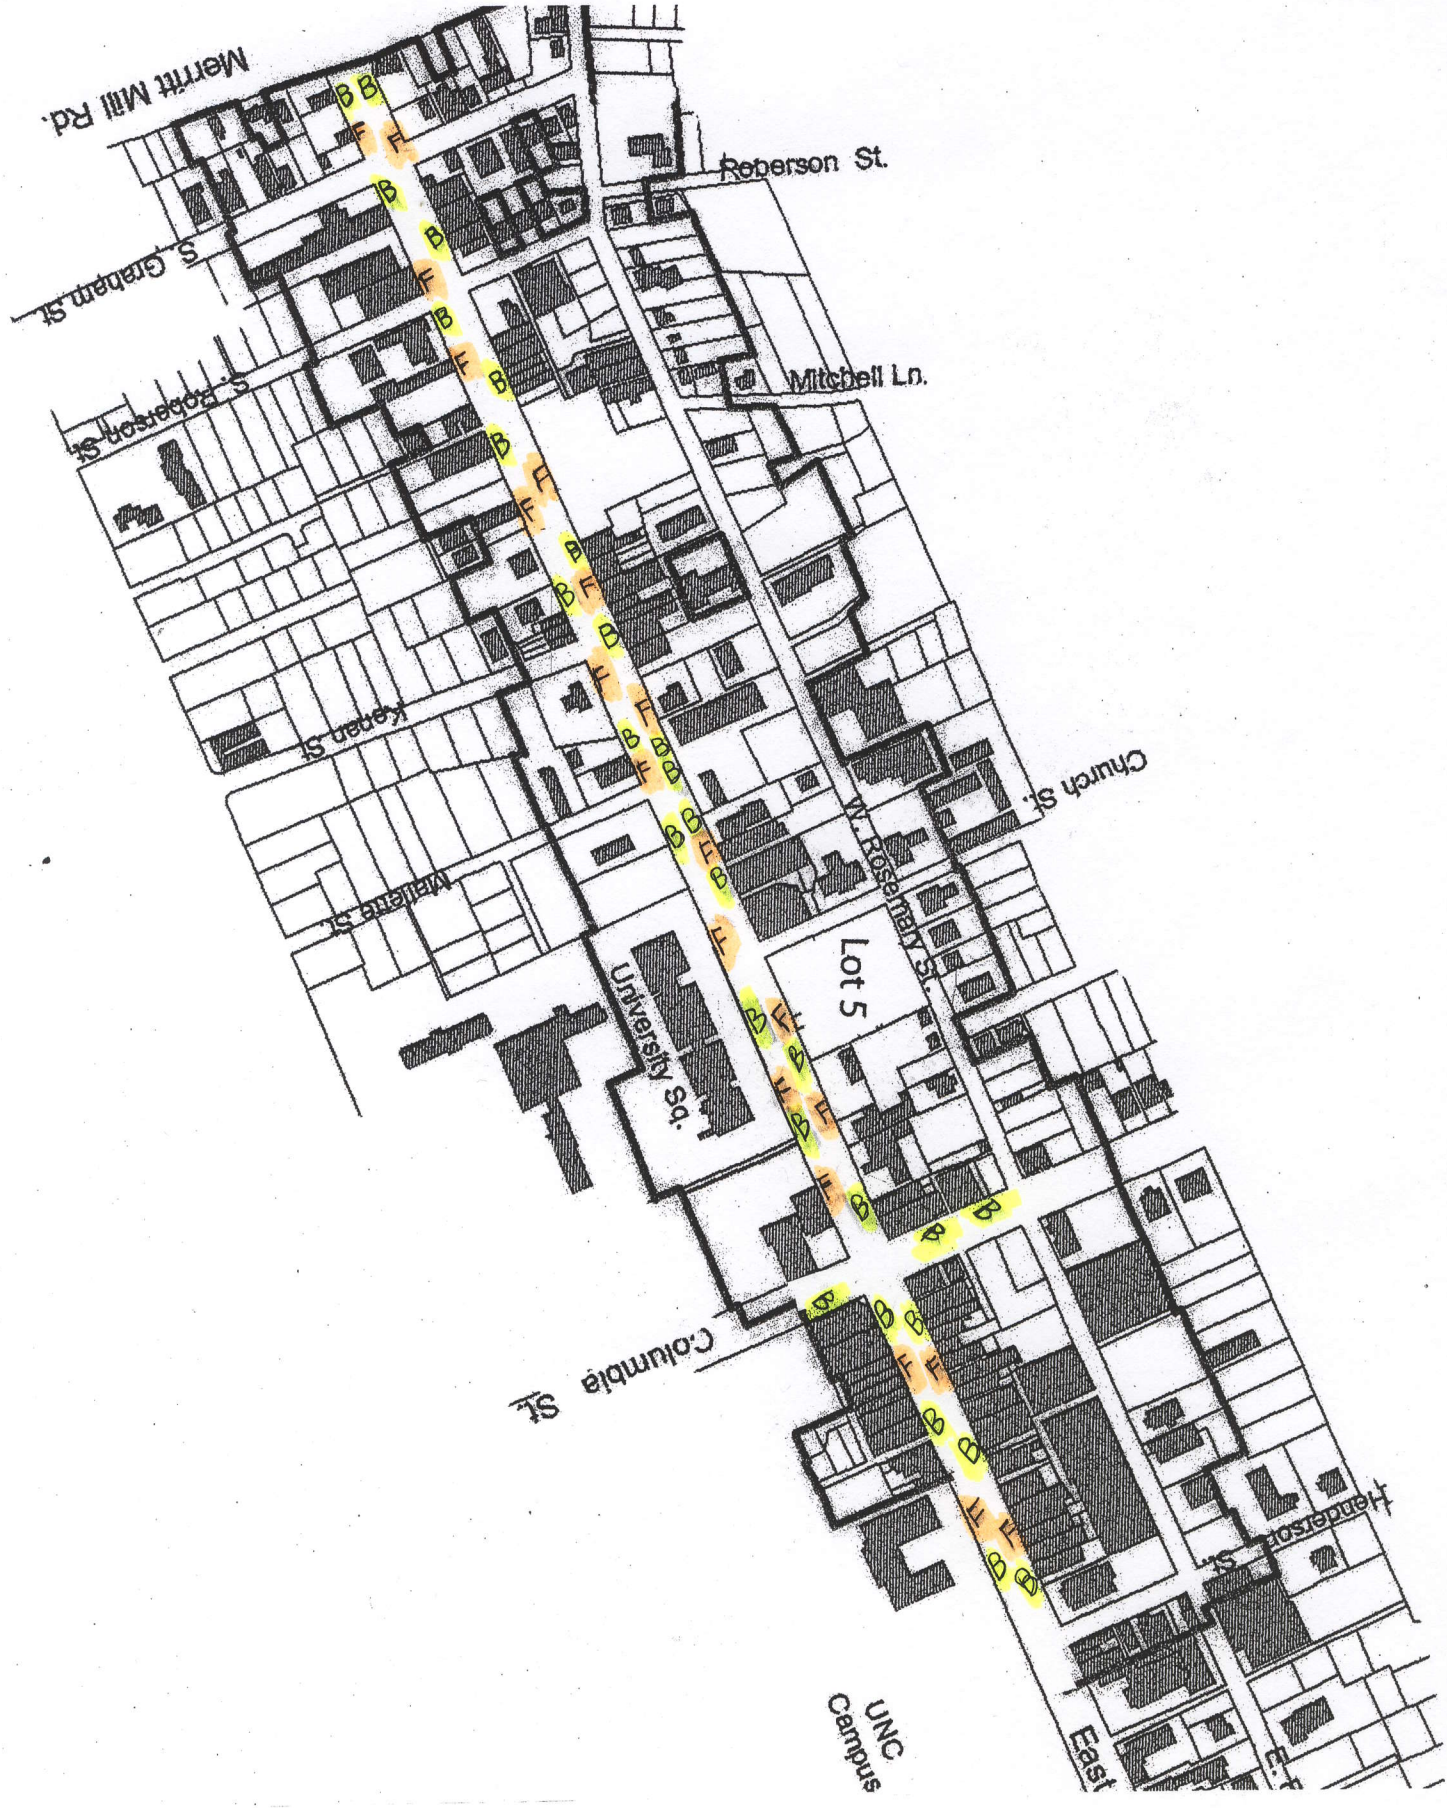 Merritt Mill Rd.
B B
F F
Roberson St.
B
B
S. Graham St.
F
B
F
B
Mitchell Ln.
S. Roberson St.
B
F
F
B
F
B
B
F
F
Kenan St.
B
B
F
B
Church St.
B
B
F
B
W. Rosemary St.
Mallette St.
F
Lot 5
University Sq.
B
F
B
F
F
B
F
B
B
B
B
B
B
Columbia St.
F
F
B
B
F
F
Henderson St.
B
B
UNC
Campus
East
E.